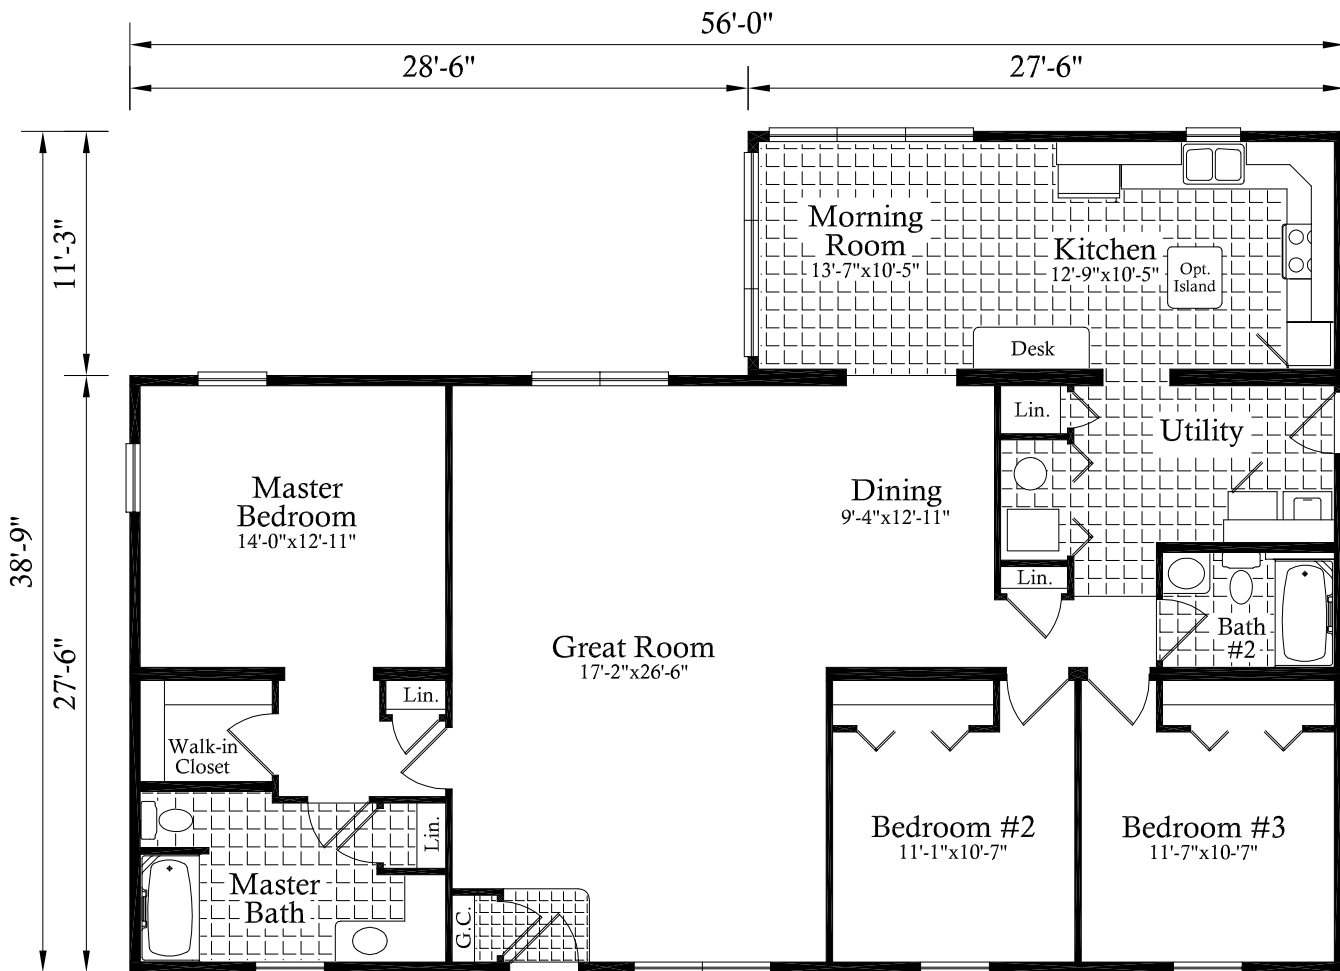 56'-0"
28'-6"
27'-6"
11'-3"
38'-9"
27'-6"
Morning
Room
13'-7"x10'-5"
Kitchen
12'-9"x10'-5"
Opt.
Island
Desk
Lin.
Utility
Master
Bedroom
14'-0"x12'-11"
Dining
9'-4"x12'-11"
Lin.
Great Room
17'-2"x26'-6"
Bath
#2
Lin.
Walk-in
Closet
Bedroom #2
11'-1"x10'-7"
Bedroom #3
11'-7"x10-7"
Lin.
Master
Bath
G.C.